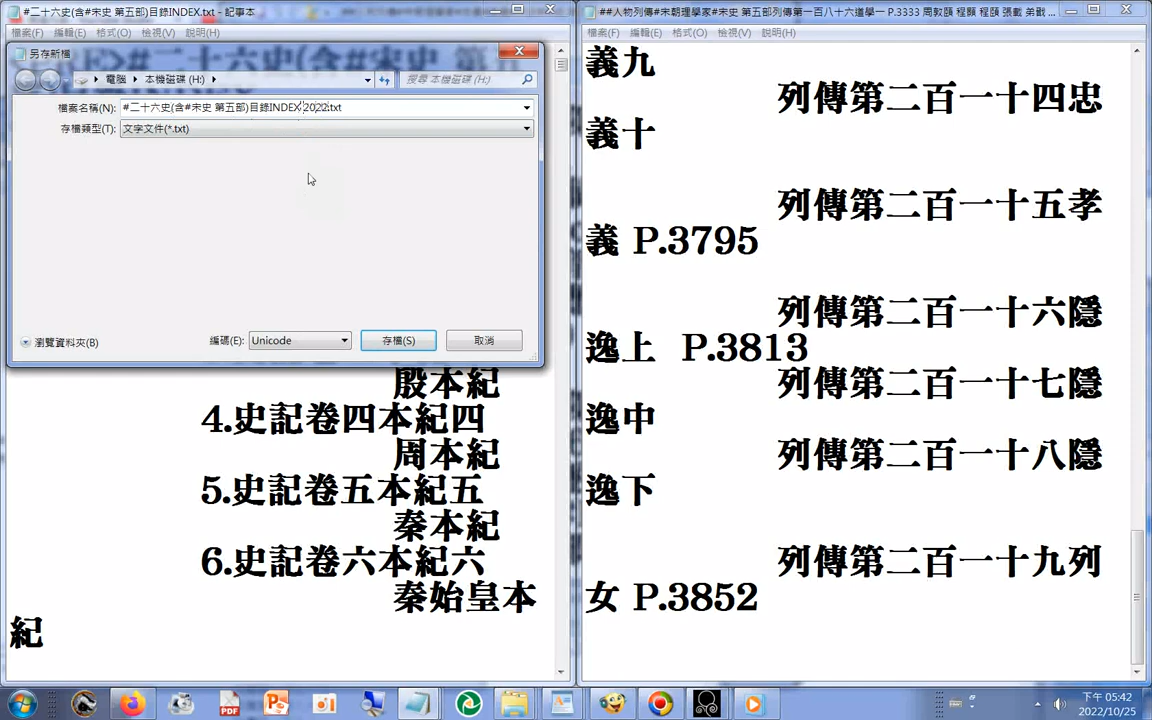 #二十六史(含#宋史 第五部)目錄INDEX.txt - 記事本
檔案(F) 編輯(E) 格式(O) 檢視(V) 說明(H)
另存新檔
電腦 本機磁碟 (H:)
搜尋 本機磁碟 (H:)
檔案名稱(N): #二十六史(含#宋史 第五部)目錄INDEX 2022.txt
存檔類型(T): 文字文件(*.txt)
瀏覽資料夾(B)
編碼(E): Unicode
存檔(S)
取消
殷本紀
4.史記卷四本紀四
周本紀
5.史記卷五本紀五
秦本紀
6.史記卷六本紀六
秦始皇本
紀
##人物列傳#宋朝理學家#宋史 第五部列傳第一百八十六道學一 P.3333 周敦頤 程顥 程頤 張載 弟戩 ...
檔案(F) 編輯(E) 格式(O) 檢視(V) 說明(H)
義九
列傳第二百一十四忠
義十
列傳第二百一十五孝
義 P.3795
列傳第二百一十六隱
逸上 P.3813
列傳第二百一十七隱
逸中
列傳第二百一十八隱
逸下
列傳第二百一十九列
女 P.3852
下午 05:42
2022/10/25